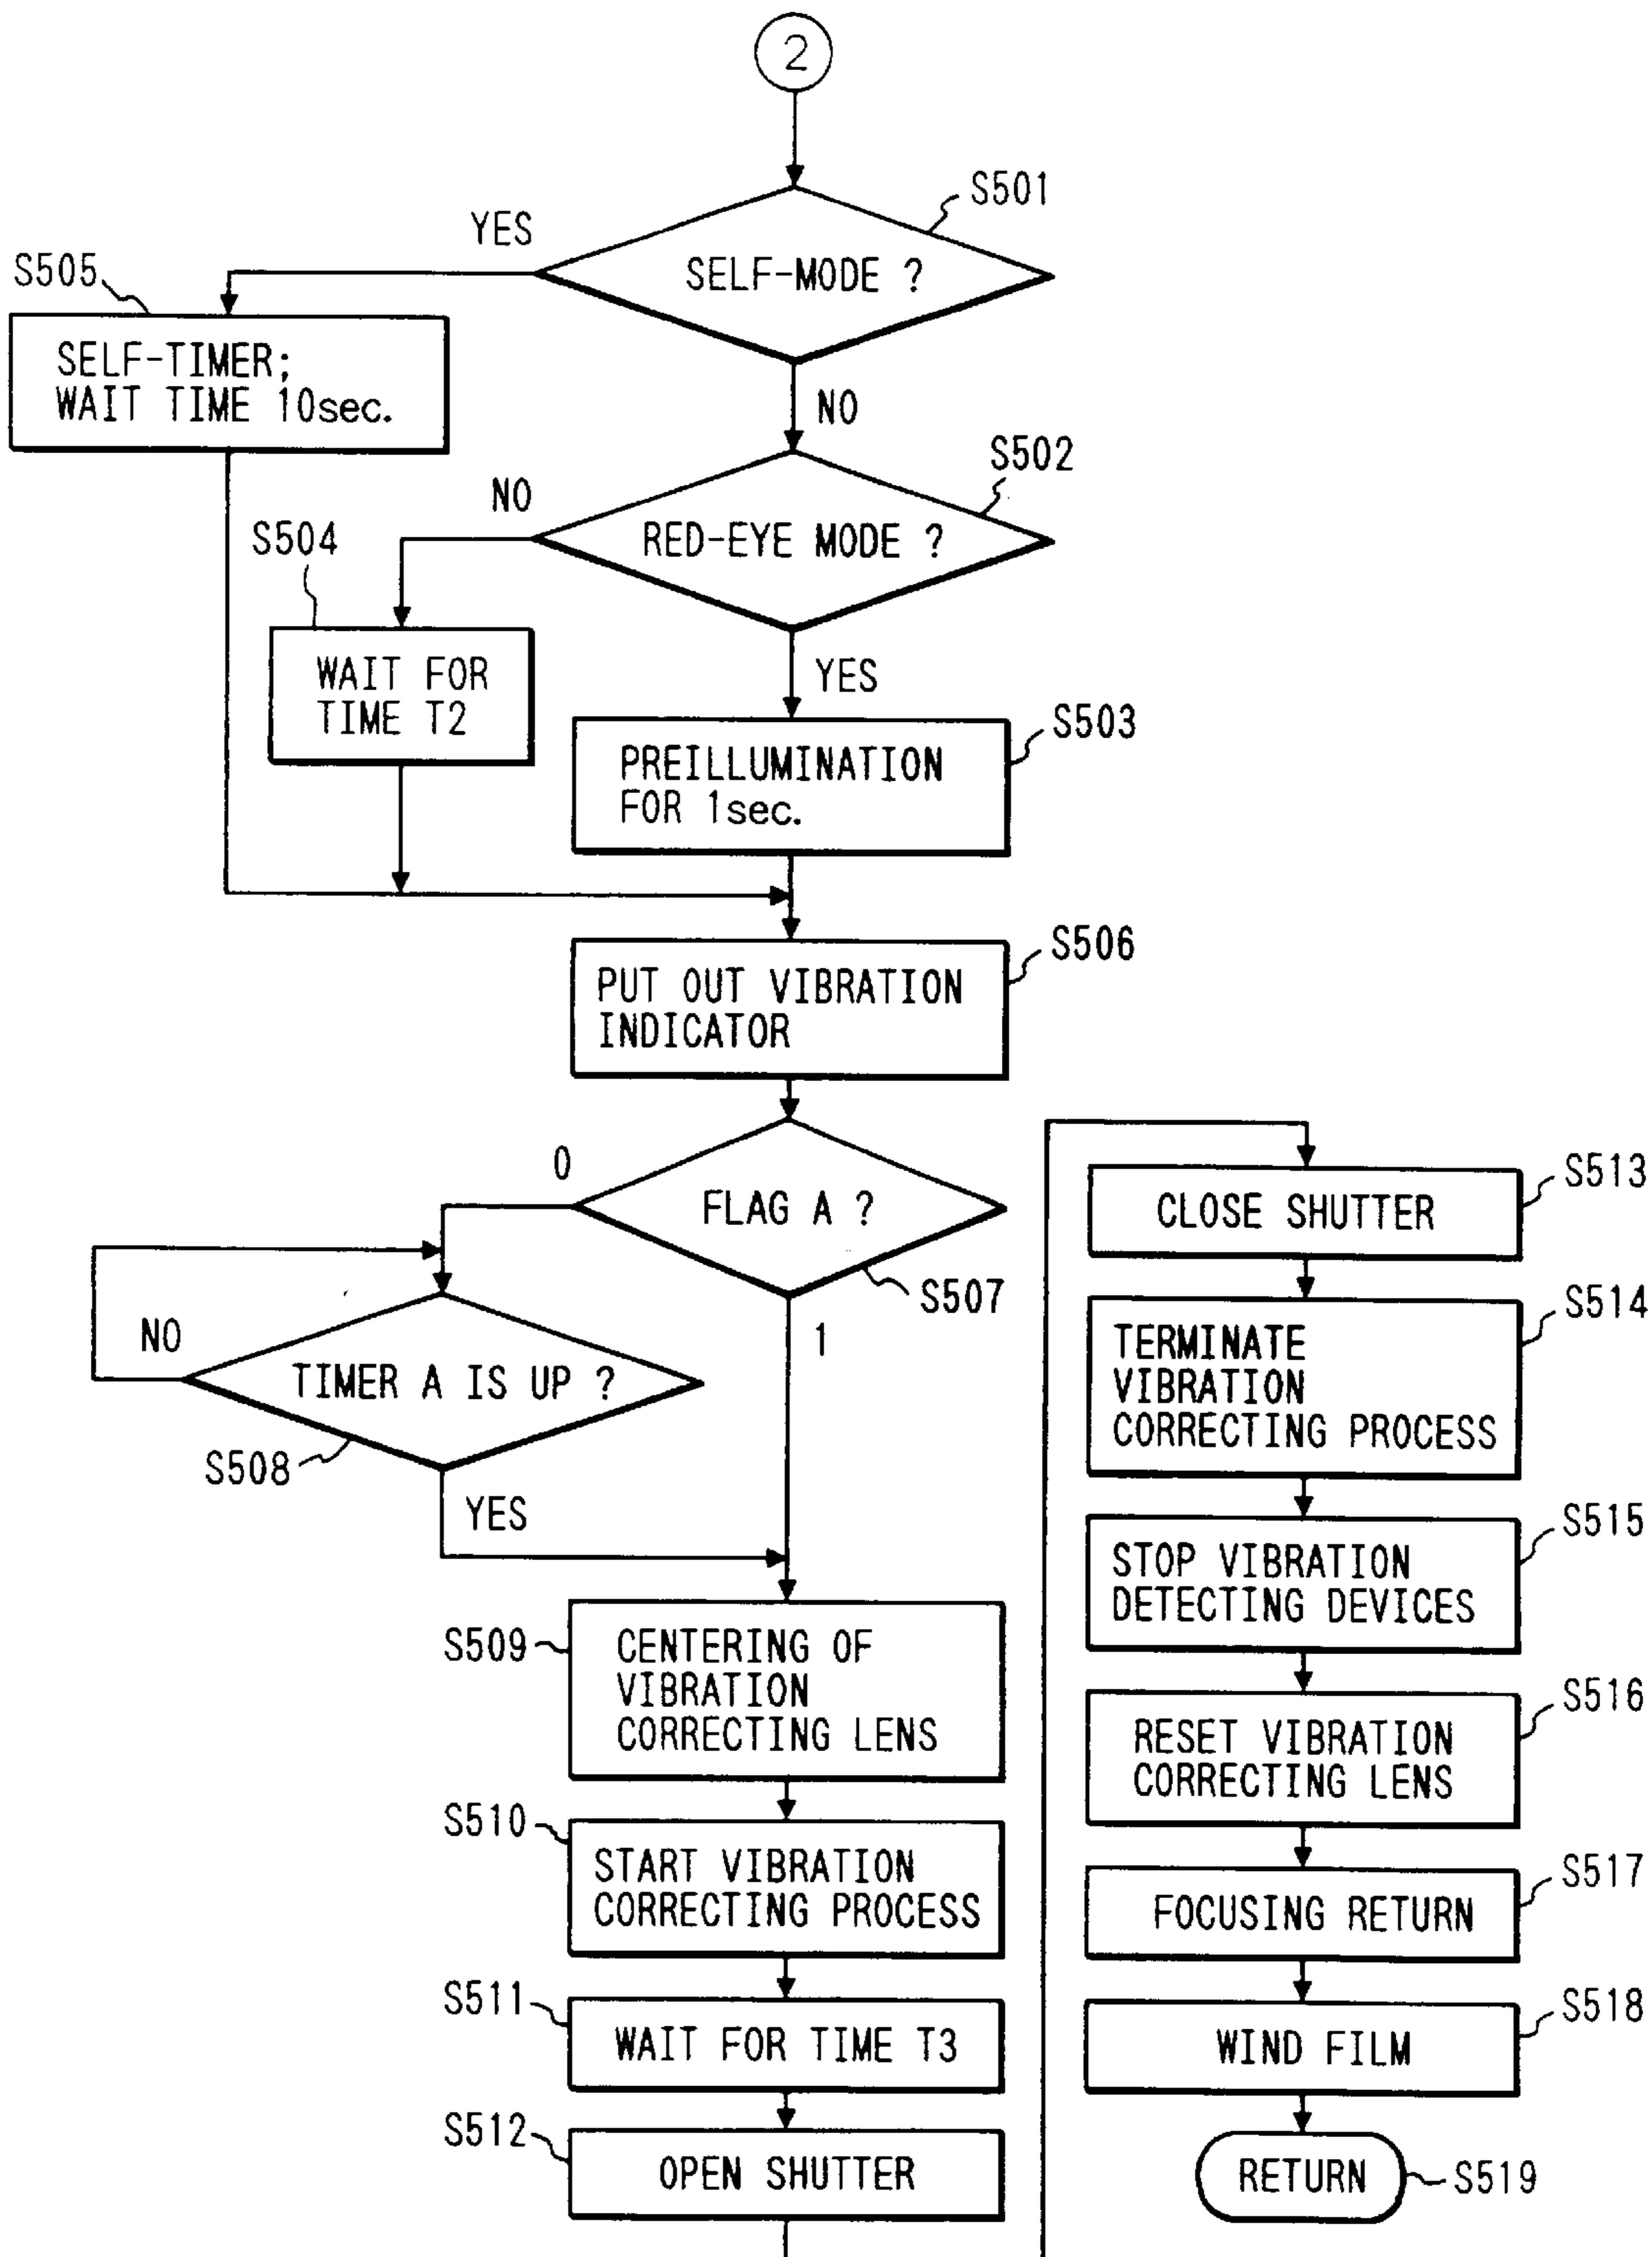 2
S501
YES
SELF-MODE ?
S505
SELF-TIMER;
WAIT TIME 10sec.
NO
S502
NO
RED-EYE MODE ?
S504
WAIT FOR
TIME T2
YES
S503
PREILLUMINATION
FOR 1sec.
S506
PUT OUT VIBRATION
INDICATOR
0
FLAG A ?
S507
1
NO
TIMER A IS UP ?
S508
YES
S509
CENTERING OF
VIBRATION
CORRECTING LENS
S510
START VIBRATION
CORRECTING PROCESS
S511
WAIT FOR TIME T3
S512
OPEN SHUTTER
S513
CLOSE SHUTTER
S514
TERMINATE
VIBRATION
CORRECTING PROCESS
S515
STOP VIBRATION
DETECTING DEVICES
S516
RESET VIBRATION
CORRECTING LENS
S517
FOCUSING RETURN
S518
WIND FILM
RETURN
S519